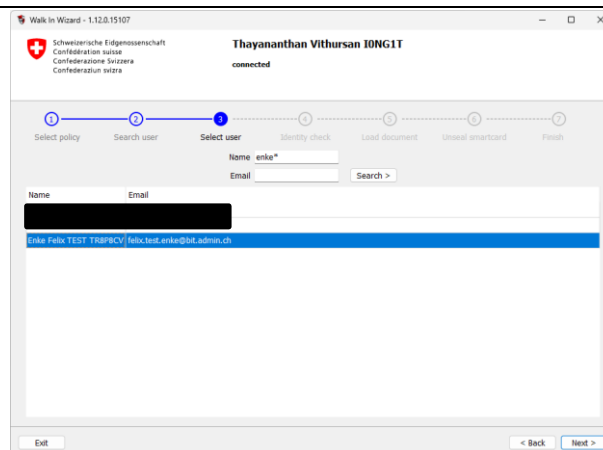 Walk In Wizard - 1.12.0.15107
Schweizerische Eidgenossenschaft
Confédération suisse
Confederazione Svizzera
Confederaziun svizra
Thayananthan Vithursan I0NG1T
connected
1 2 3 4 5 6 7
Select policy Search user Select user Identity check Load document Unseal smartcard Finish
Name enke*
Email Search >
Name Email
Enke Felix TEST TR8P8CV felix.test.enke@bit.admin.ch
Exit < Back Next >